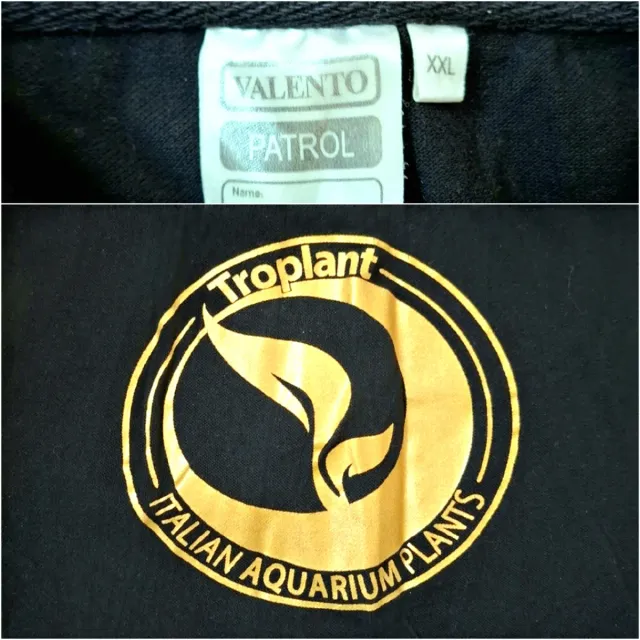 VALENTO
PATROL
Name:
XXL
Troplant
ITALIAN AQUARIUM PLANTS